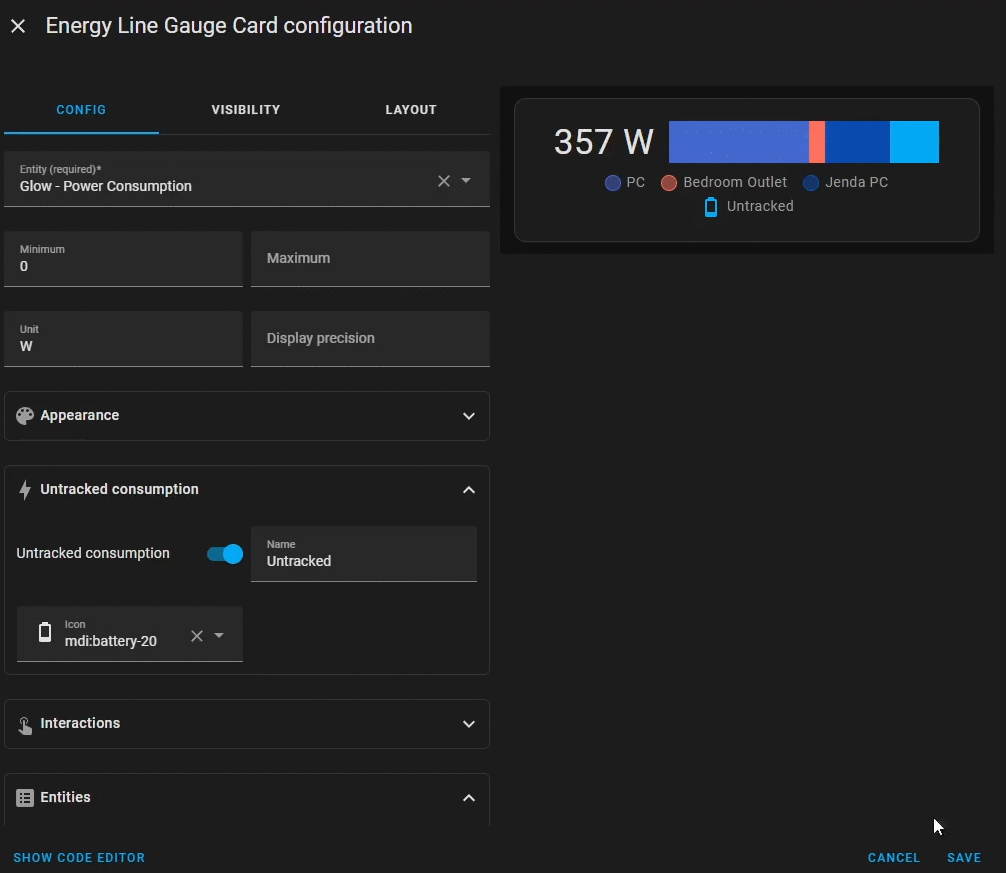 Energy Line Gauge Card configuration
CONFIG VISIBILITY LAYOUT
Entity (required)*
Glow - Power Consumption
Minimum
0
Maximum
Unit
W
Display precision
Appearance
Untracked consumption
Untracked consumption
Name
Untracked
Icon
mdi:battery-20
Interactions
Entities
357 W
PC Bedroom Outlet Jenda PC
Untracked
SHOW CODE EDITOR
CANCEL SAVE